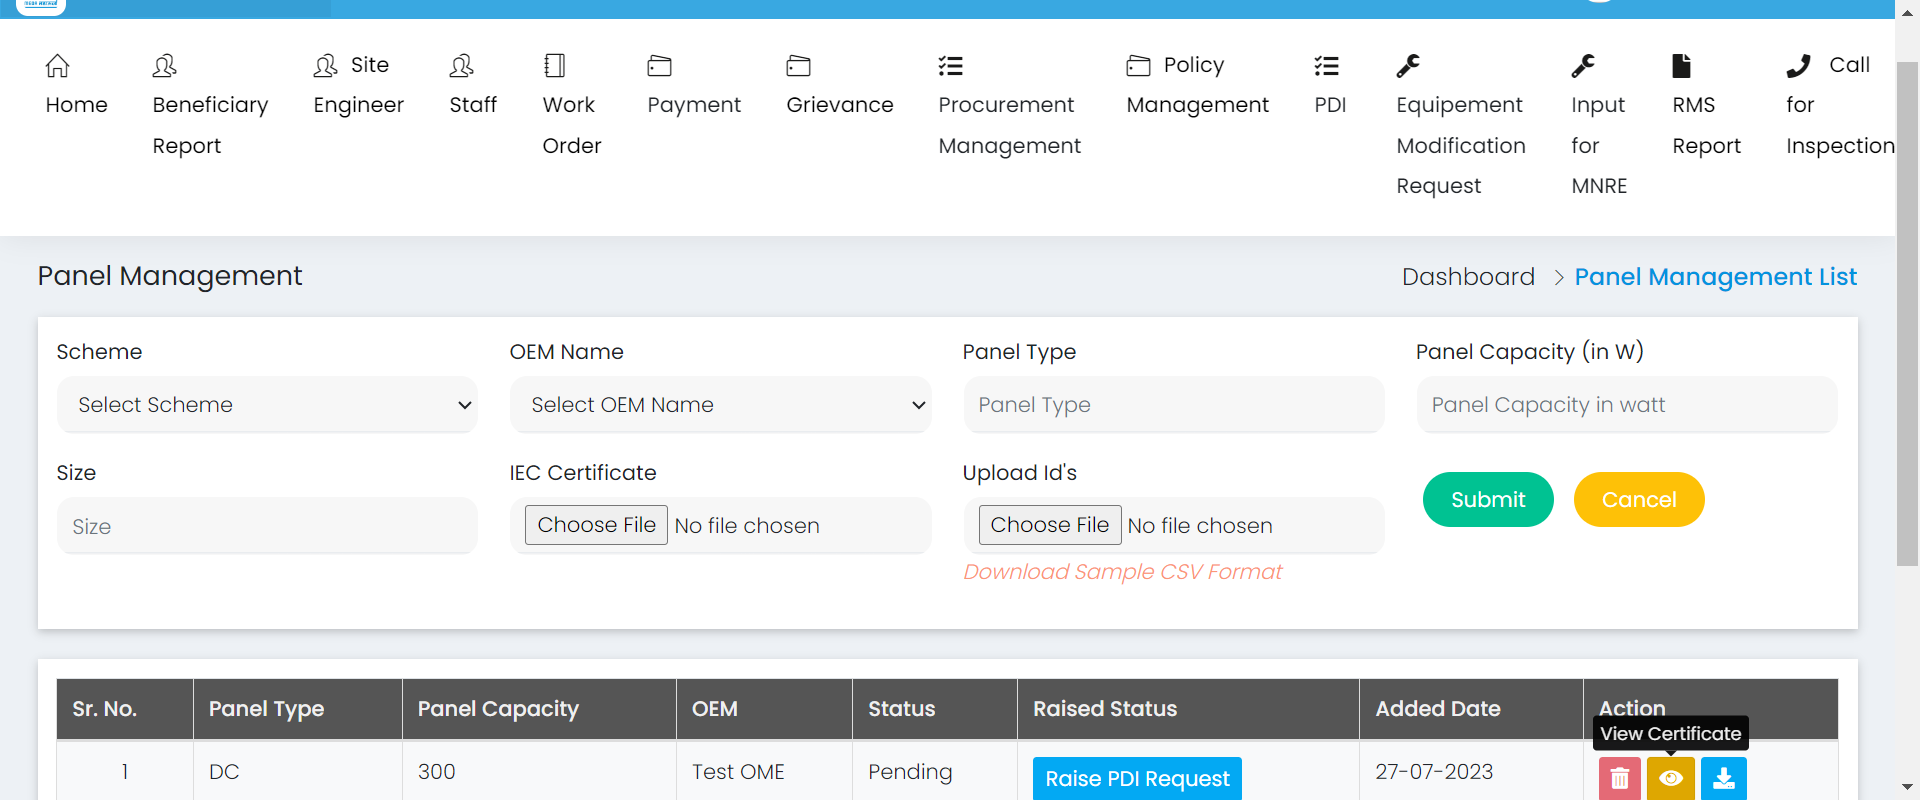 Home
Beneficiary
Report
Site
Engineer
Staff
Work
Order
Payment
Grievance
Procurement
Management
Policy
Management
PDI
Equipement
Modification
Request
Input
for
MNRE
RMS
Report
Call
for
Inspection
Panel Management
Dashboard > Panel Management List
Scheme
Select Scheme
OEM Name
Select OEM Name
Panel Type
Panel Type
Panel Capacity (in W)
Panel Capacity in watt
Size
Size
IEC Certificate
Choose File No file chosen
Upload Id's
Choose File No file chosen
Download Sample CSV Format
Submit
Cancel
Sr. No. Panel Type Panel Capacity OEM Status Raised Status Added Date Action
View Certificate
1 DC 300 Test OME Pending Raise PDI Request 27-07-2023